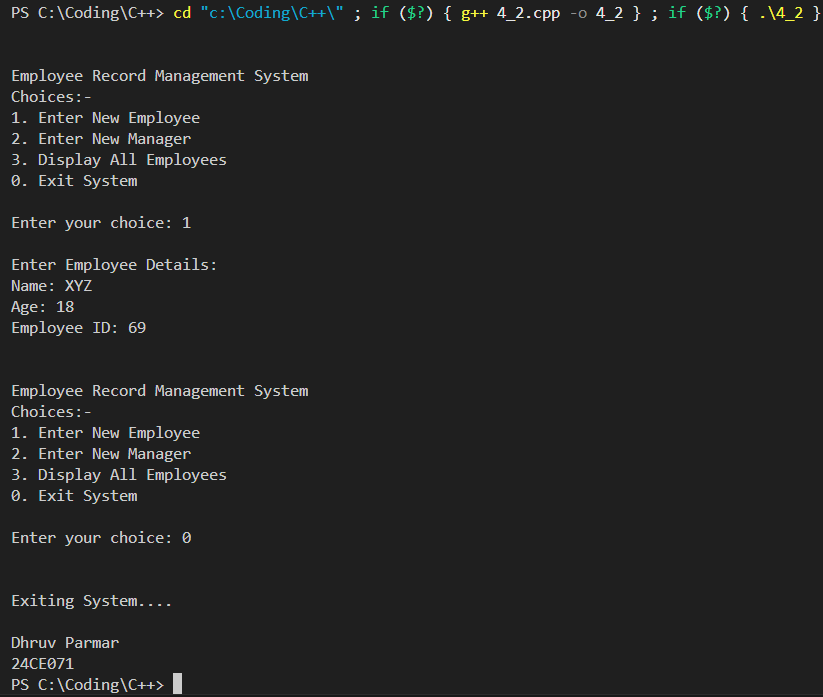 PS C:\Coding\C++> cd "c:\Coding\C++\" ; if ($?) { g++ 4_2.cpp -o 4_2 } ; if ($?) { .\4_2 }
Employee Record Management System
Choices:-
1. Enter New Employee
2. Enter New Manager
3. Display All Employees
0. Exit System
Enter your choice: 1
Enter Employee Details:
Name: XYZ
Age: 18
Employee ID: 69
Employee Record Management System
Choices:-
1. Enter New Employee
2. Enter New Manager
3. Display All Employees
0. Exit System
Enter your choice: 0
Exiting System....
Dhruv Parmar
24CE071
PS C:\Coding\C++>